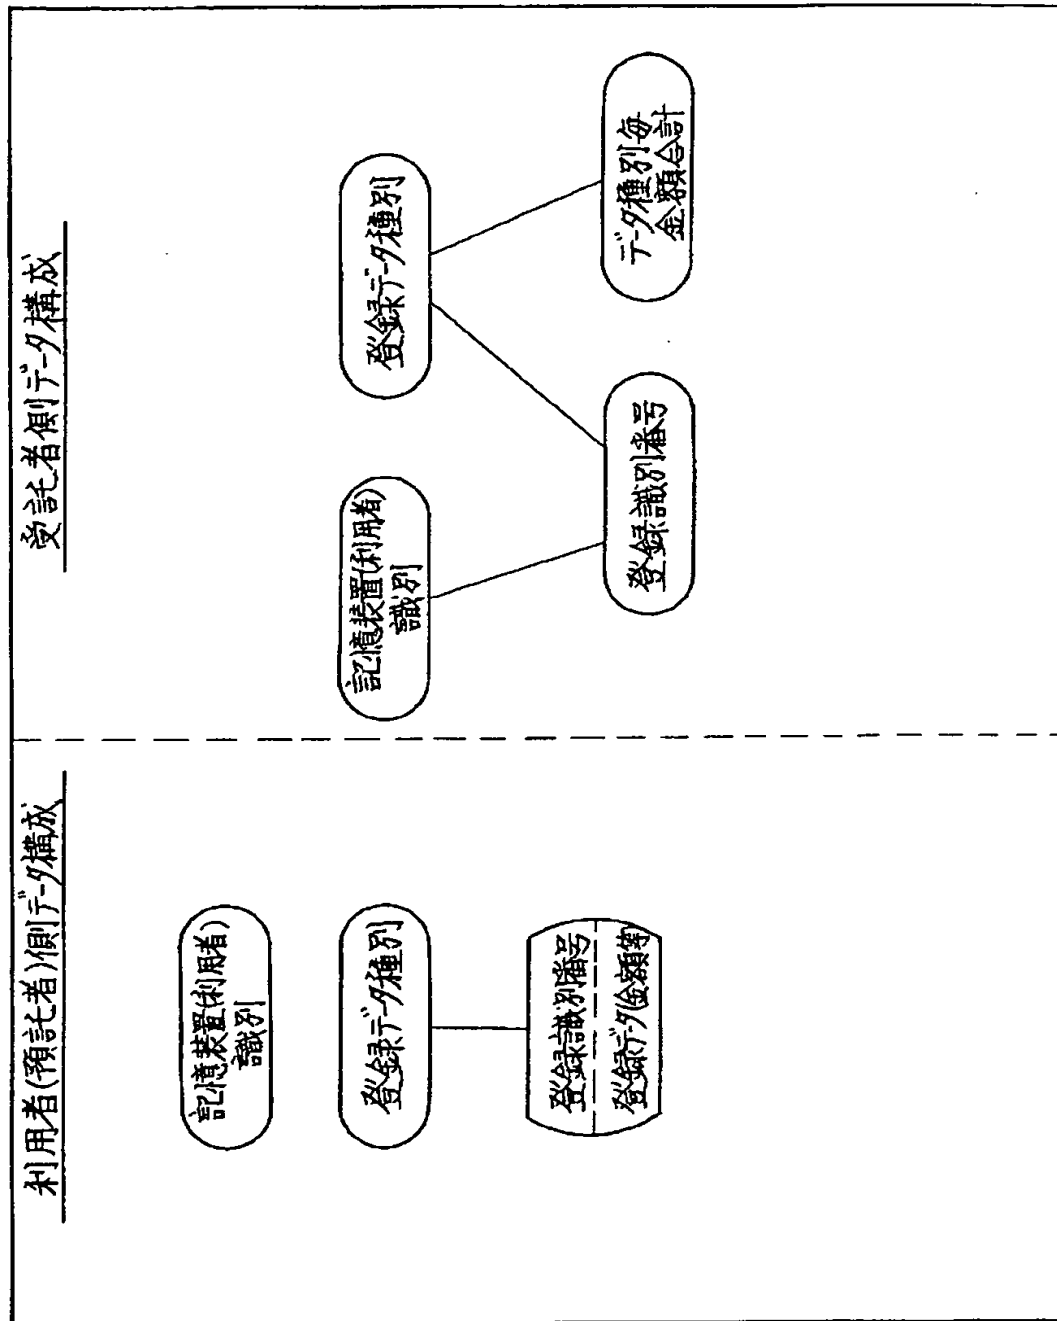 利用者(預託者)側データ構成
記憶装置(利用者)
識別
登録データ種別
登録識別番号
登録データ(金額等)
受託者側データ構成
記憶装置(利用者)
識別
登録データ種別
登録識別番号
データ種別毎
金額合計